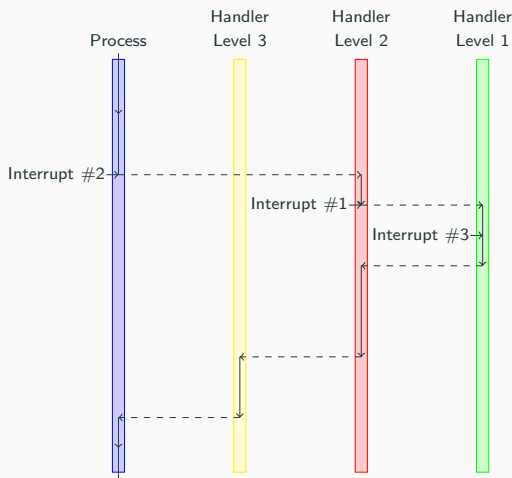 Process
Handler
Level 3
Handler
Level 2
Handler
Level 1
Interrupt #2
Interrupt #1
Interrupt #3